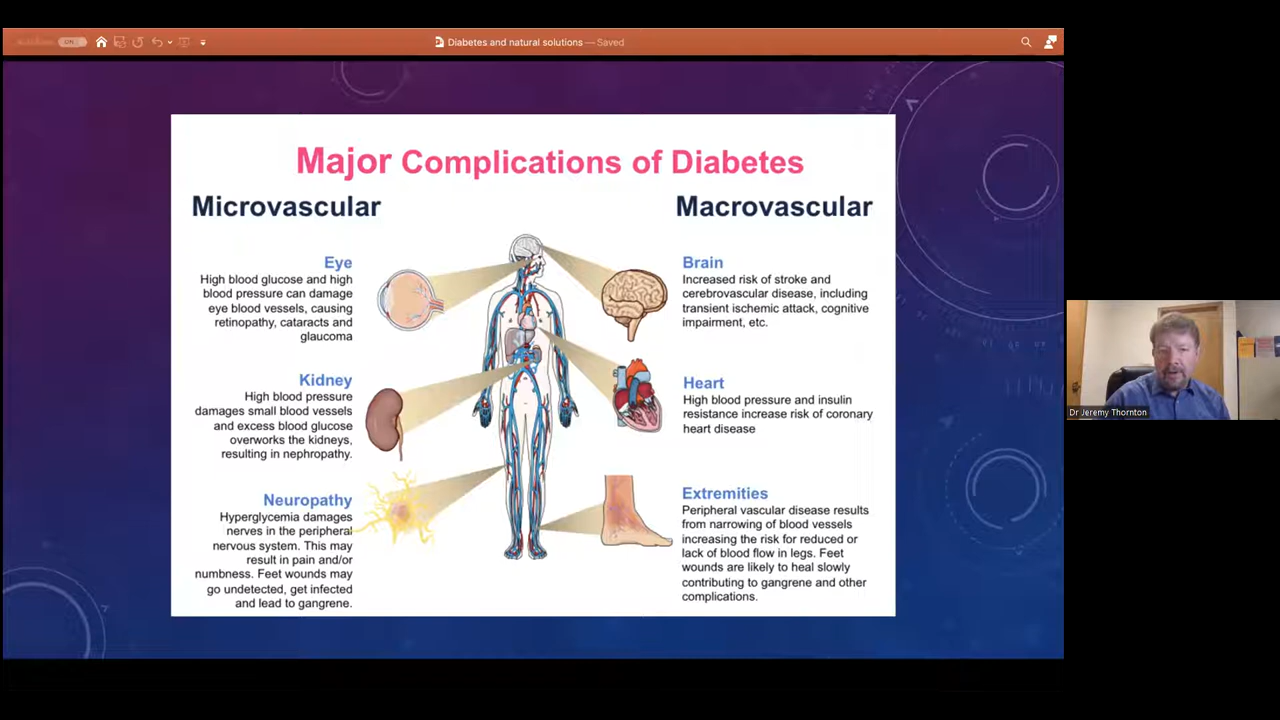 ON
Diabetes and natural solutions — Saved
Major Complications of Diabetes
Microvascular
Eye
High blood glucose and high
blood pressure can damage
eye blood vessels, causing
retinopathy, cataracts and
glaucoma
Kidney
High blood pressure
damages small blood vessels
and excess blood glucose
overworks the kidneys,
resulting in nephropathy.
Neuropathy
Hyperglycemia damages
nerves in the peripheral
nervous system. This may
result in pain and/or
numbness. Feet wounds may
go undetected, get infected
and lead to gangrene.
Macrovascular
Brain
Increased risk of stroke and
cerebrovascular disease, including
transient ischemic attack, cognitive
impairment, etc.
Heart
High blood pressure and insulin
resistance increase risk of coronary
heart disease
Extremities
Peripheral vascular disease results
from narrowing of blood vessels
increasing the risk for reduced or
lack of blood flow in legs. Feet
wounds are likely to heal slowly
contributing to gangrene and other
complications.
Dr Jeremy Thornton